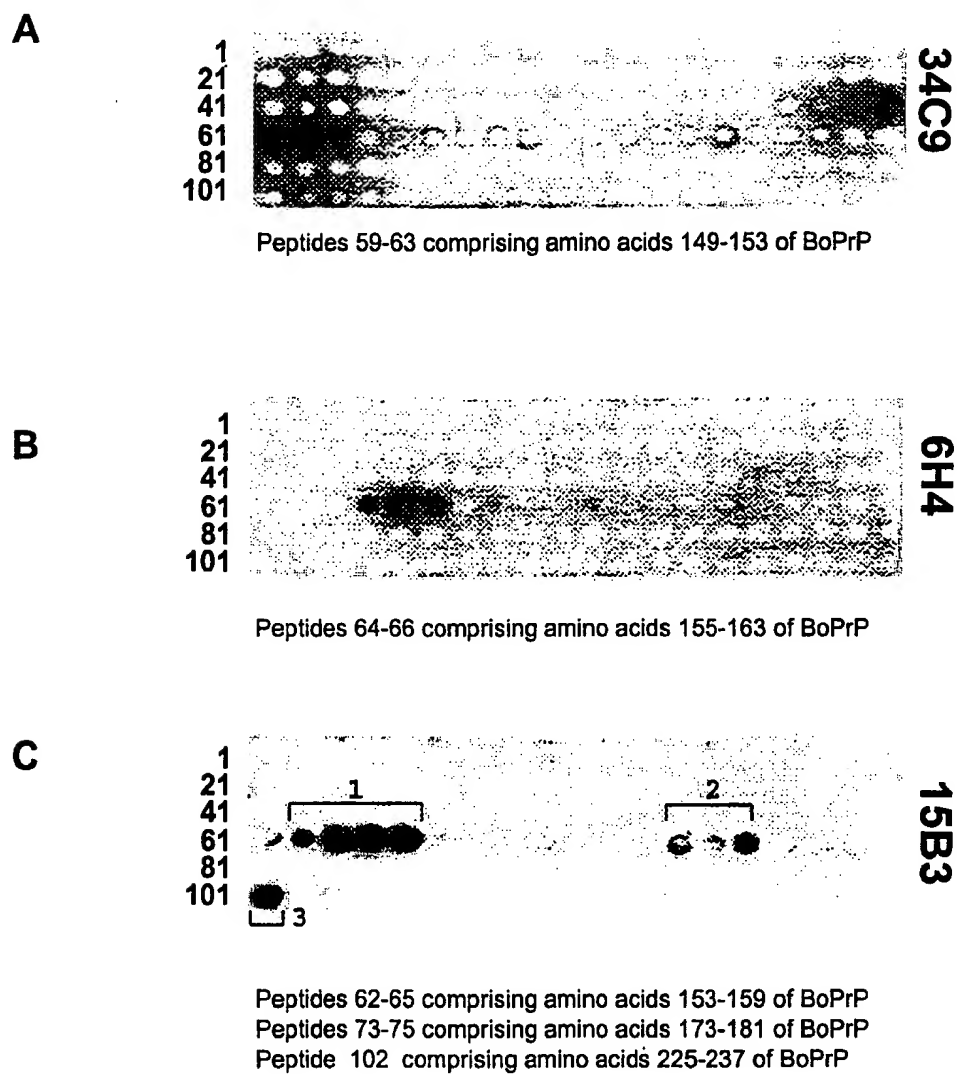 A
1
21
41
61
81
101
34C9
Peptides 59-63 comprising amino acids 149-153 of BoPrP
B
1
21
41
61
81
101
6H4
Peptides 64-66 comprising amino acids 155-163 of BoPrP
C
1
21
41
61
81
101
1
2
3
15B3
Peptides 62-65 comprising amino acids 153-159 of BoPrP
Peptides 73-75 comprising amino acids 173-181 of BoPrP
Peptide 102 comprising amino acids 225-237 of BoPrP